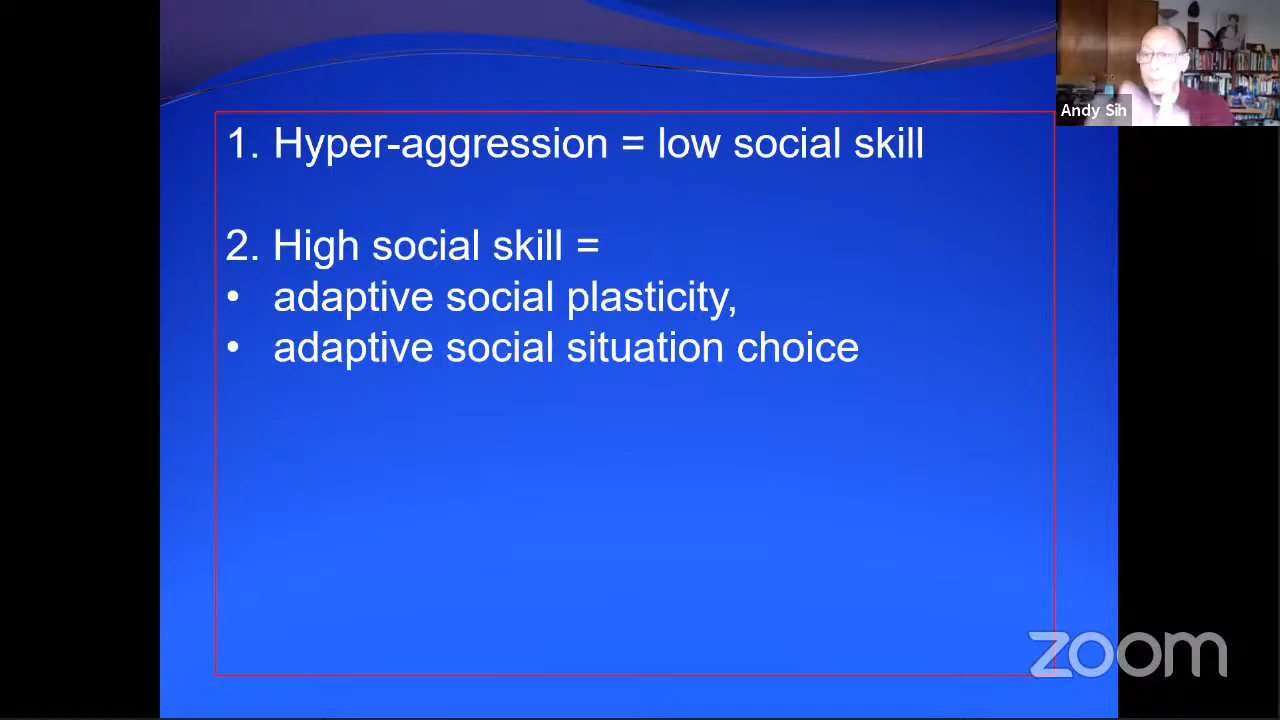 Andy Sih
1. Hyper-aggression = low social skill
2. High social skill =
• adaptive social plasticity,
• adaptive social situation choice
zoom